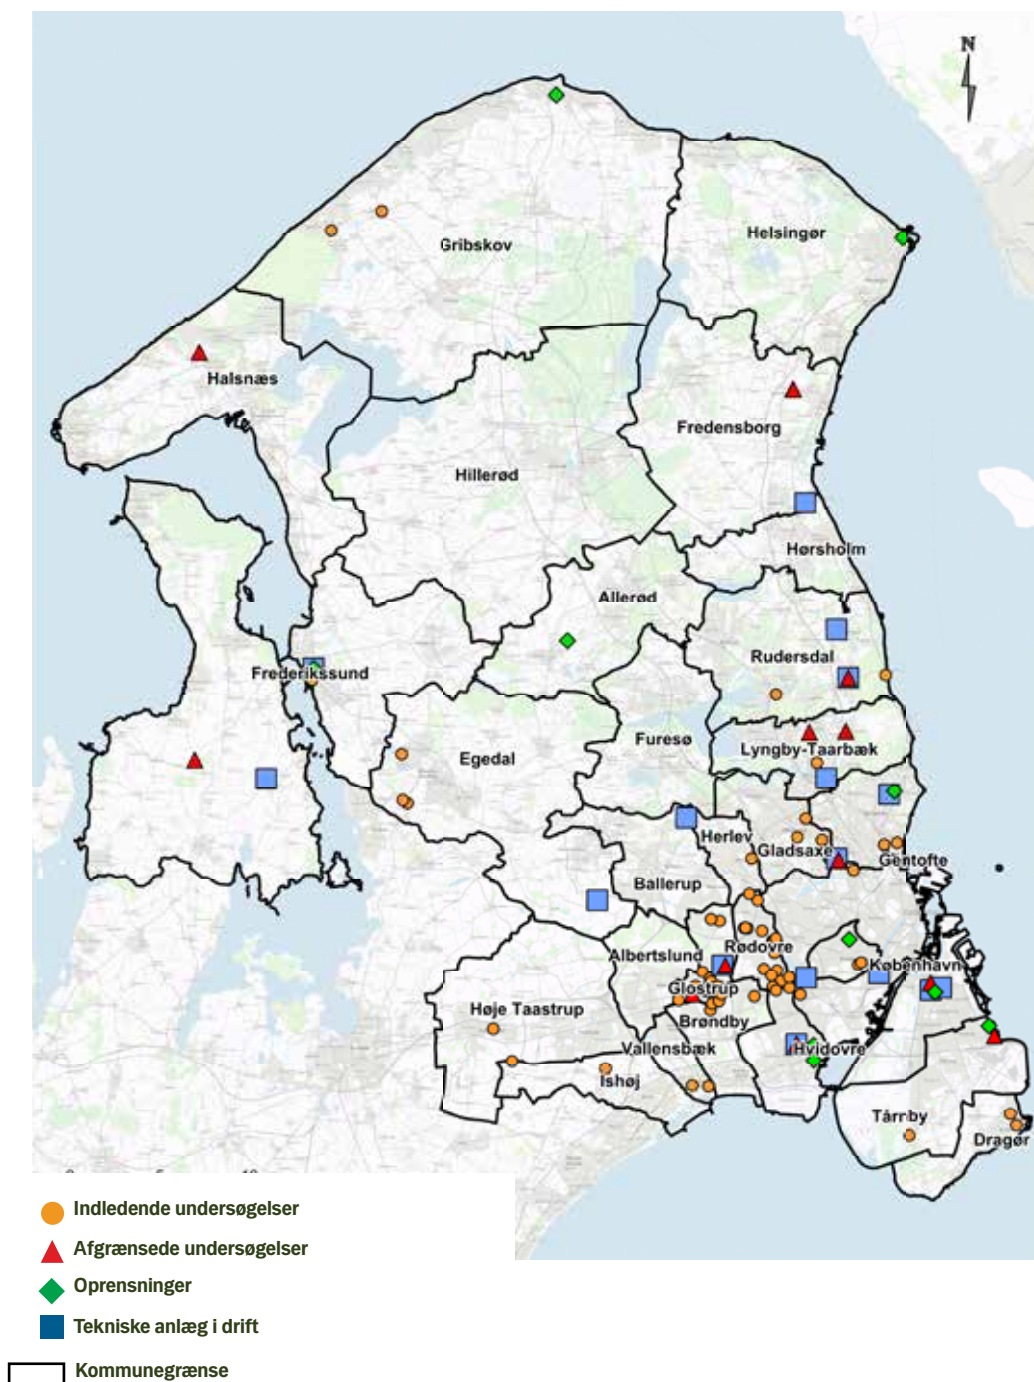 N
Helsingør
Gribskov
Halsnæs
Fredensborg
Hillerød
Hørsholm
Allerød
Rudersdal
Frederikssund
Furesø
Lyngby-Taarbæk
Egedal
Herlev
Gladsaxe
Gentofte
Ballerup
Rødovre
Albertslund
København
Glostrup
Høje Taastrup
Brøndby
Vallensbæk
Hvidovre
Ishøj
Tårnby
Dragør
Indledende undersøgelser
Afgrænsede undersøgelser
Oprensninger
Tekniske anlæg i drift
Kommunegrænse